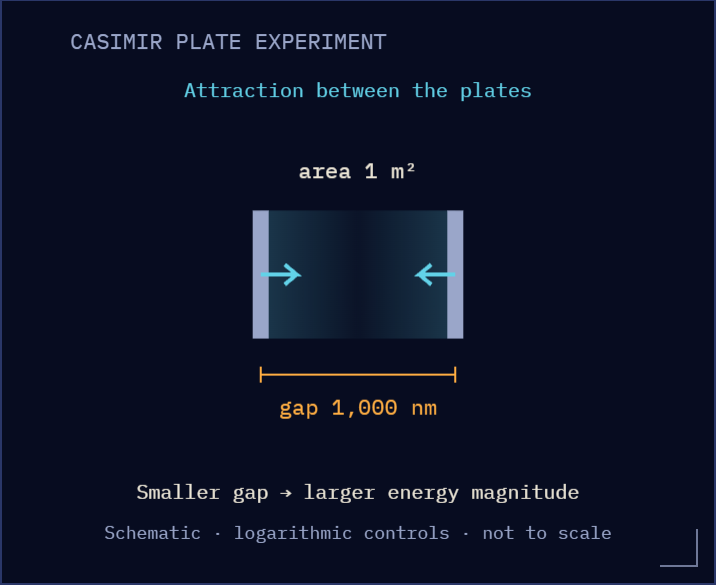 CASIMIR PLATE EXPERIMENT
Attraction between the plates
area 1 m²
gap 1,000 nm
Smaller gap → larger energy magnitude
Schematic · logarithmic controls · not to scale